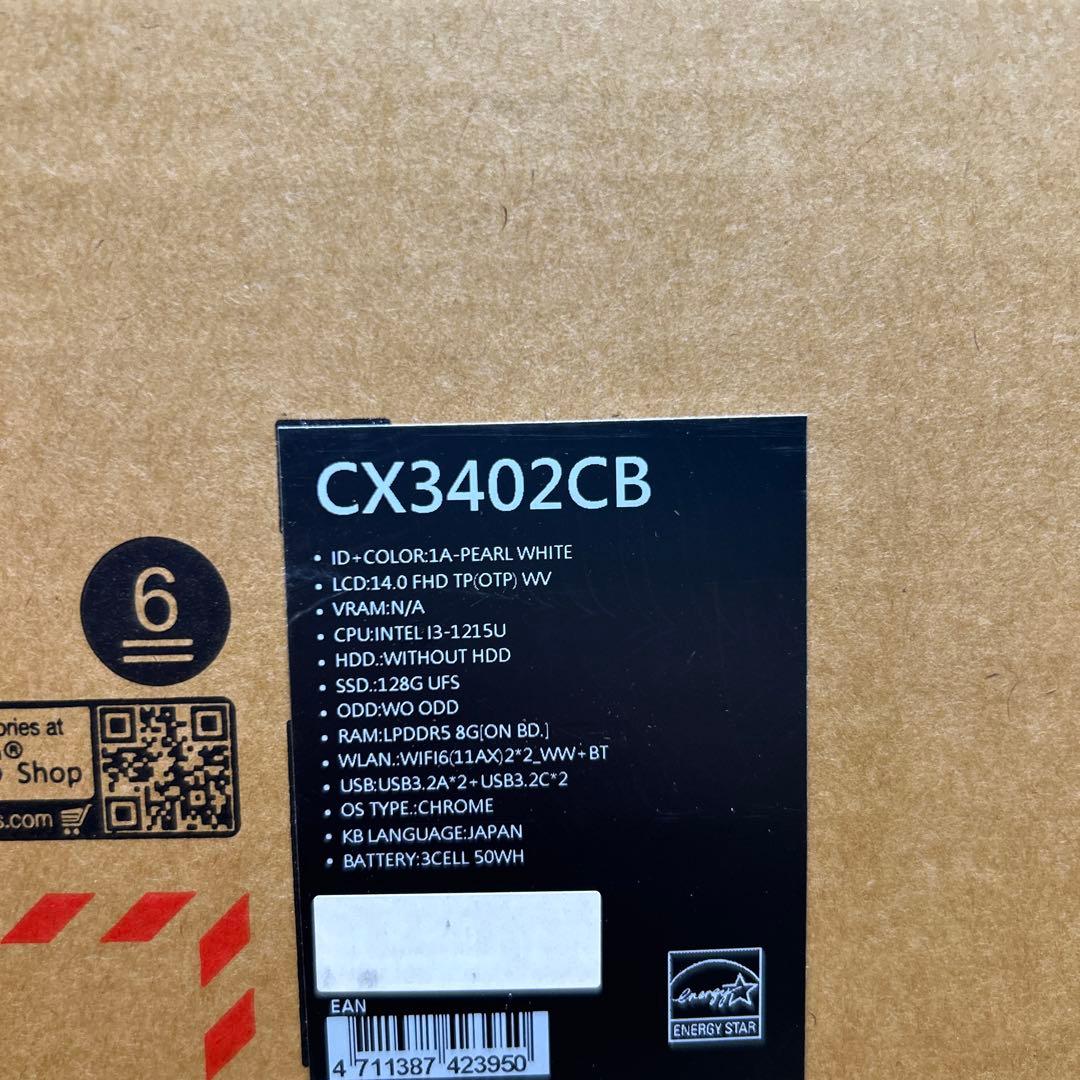 CX3402CB
• ID+COLOR:1A-PEARL WHITE
• LCD:14.0 FHD TP(OTP) WV
• VRAM:N/A
• CPU:INTEL I3-1215U
• HDD.:WITHOUT HDD
• SSD.:128G UFS
• ODD:WO ODD
• RAM:LPDDR5 8G[ON BD.]
• WLAN.:WIFI6(11AX)2*2_WW+BT
• USB:USB3.2A*2+USB3.2C*2
• OS TYPE.:CHROME
• KB LANGUAGE:JAPAN
• BATTERY:3CELL 50WH
EAN
4 711387 423950
energy
ENERGY STAR
6
ories at
®
Shop
s.com